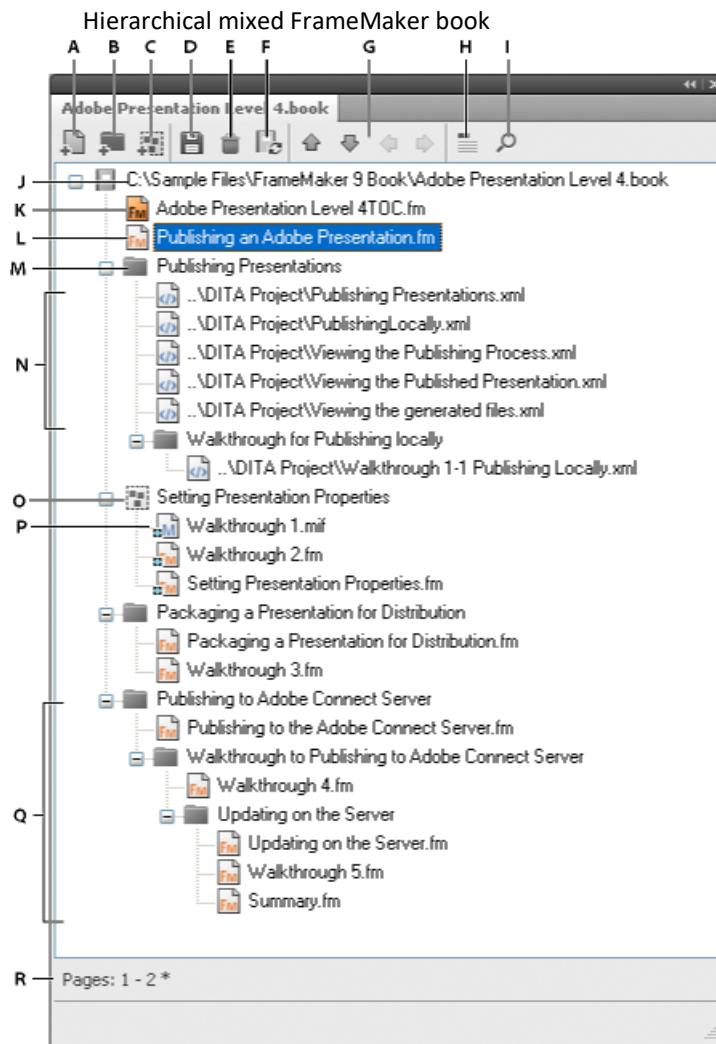 Hierarchical mixed FrameMaker book
A B C D E F G H I
Adobe Presentation Level 4.book
J C:\Sample Files\FrameMaker 9 Book\Adobe Presentation Level 4.book
K Adobe Presentation Level 4TOC.fm
L Publishing an Adobe Presentation.fm
M Publishing Presentations
..\DITA Project\Publishing Presentations.xml
..\DITA Project\PublishingLocally.xml
N ..\DITA Project\Viewing the Publishing Process.xml
..\DITA Project\Viewing the Published Presentation.xml
..\DITA Project\Viewing the generated files.xml
Walkthrough for Publishing locally
..\DITA Project\Walkthrough 1-1 Publishing Locally.xml
O Setting Presentation Properties
P Walkthrough 1.mif
Walkthrough 2.fm
Setting Presentation Properties.fm
Packaging a Presentation for Distribution
Packaging a Presentation for Distribution.fm
Walkthrough 3.fm
Publishing to Adobe Connect Server
Publishing to the Adobe Connect Server.fm
Walkthrough to Publishing to Adobe Connect Server
Walkthrough 4.fm
Q Updating on the Server
Updating on the Server.fm
Walkthrough 5.fm
Summary.fm
R Pages: 1 - 2 *